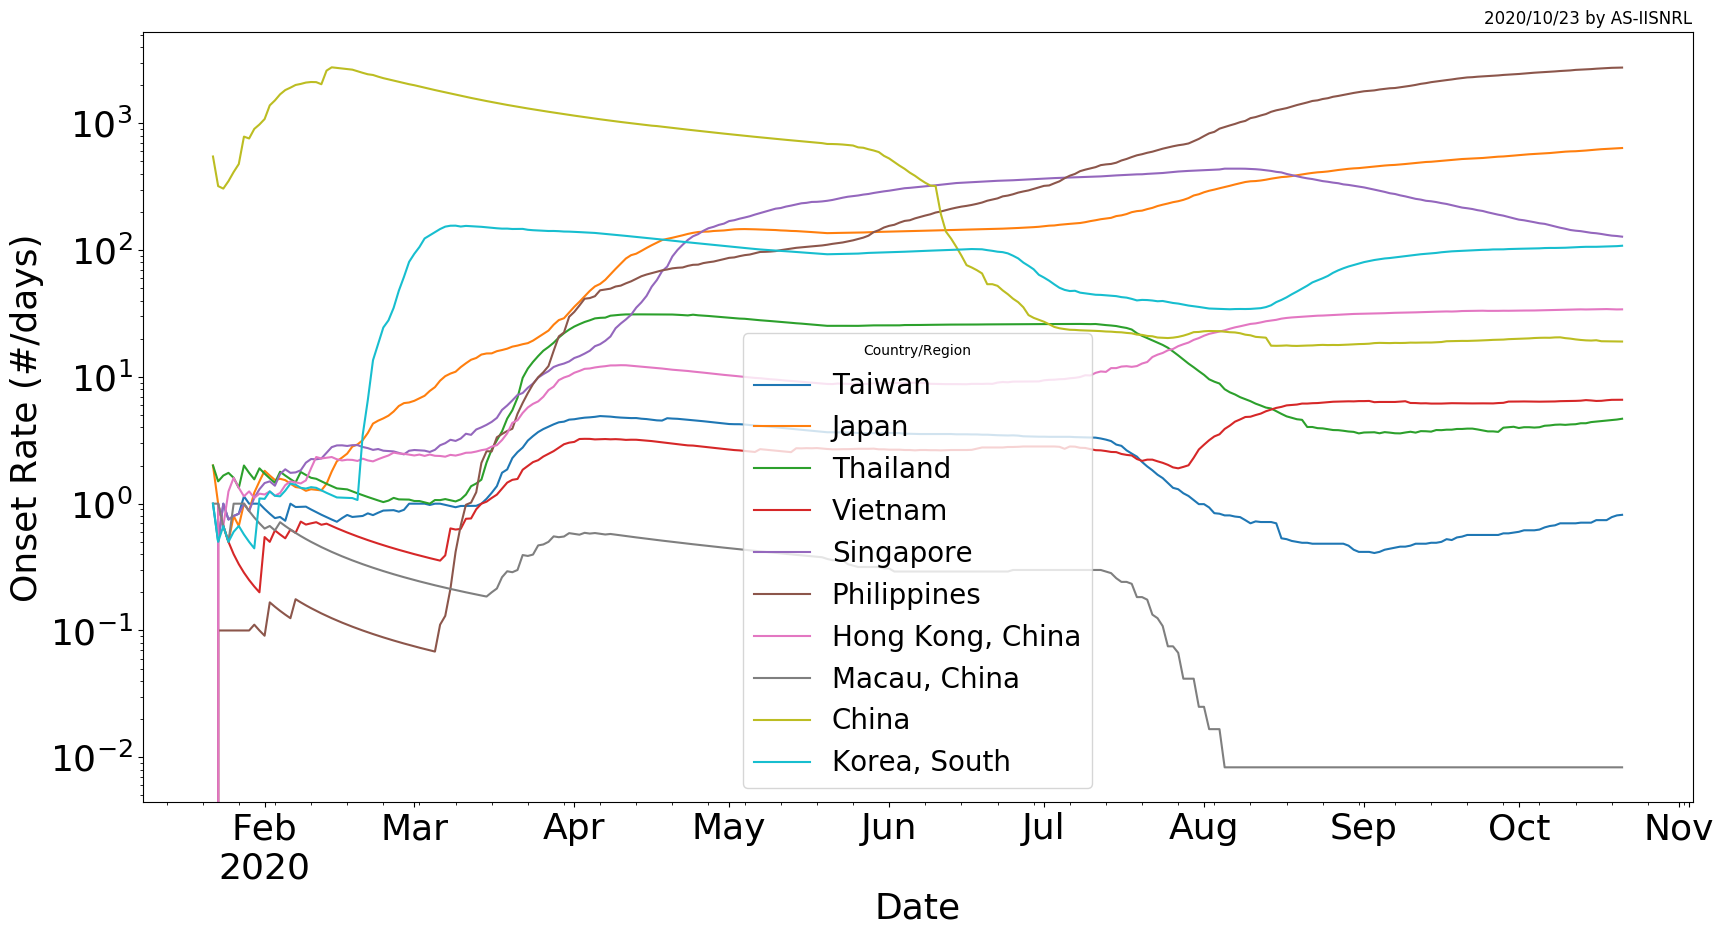 2020/10/23 by AS-IISNRL
Onset Rate (#/days)
10³
10²
10¹
10⁰
10⁻¹
10⁻²
Country/Region
Taiwan
Japan
Thailand
Vietnam
Singapore
Philippines
Hong Kong, China
Macau, China
China
Korea, South
Feb Mar Apr May Jun Jul Aug Sep Oct Nov
2020
Date